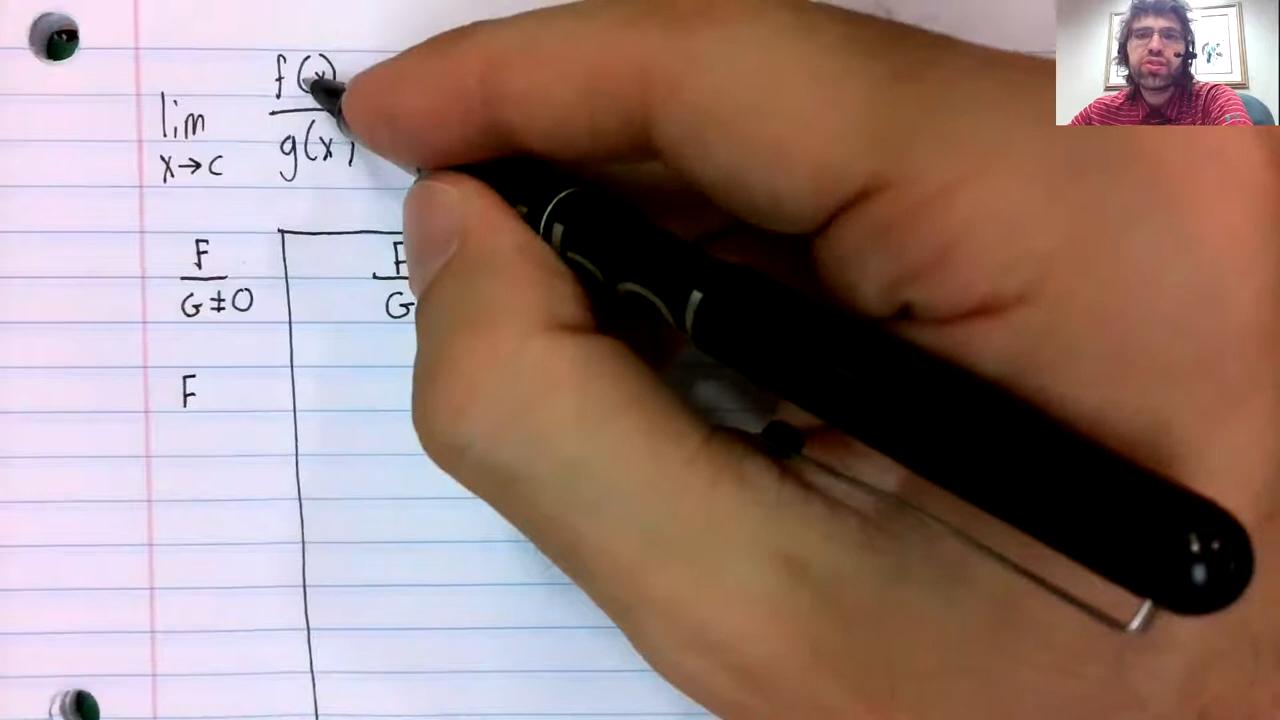 lim f(x)
x→c g(x)
F F
G≠0 G
F